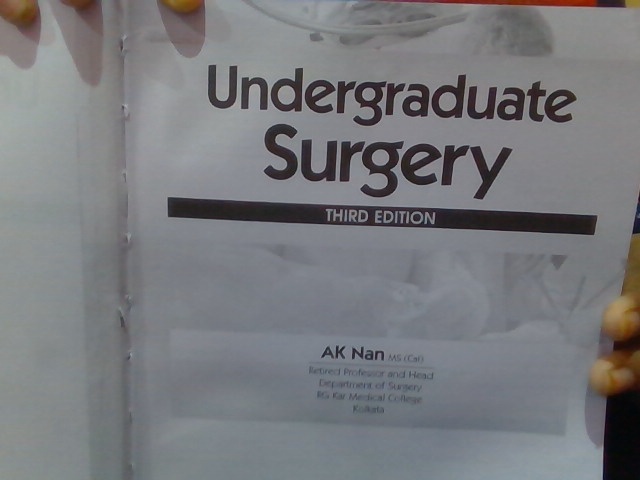 Undergraduate
Surgery
THIRD EDITION
AK Nan MS (Cal)
Retired Professor and Head
Department of Surgery
RG Kar Medical College
Kolkata